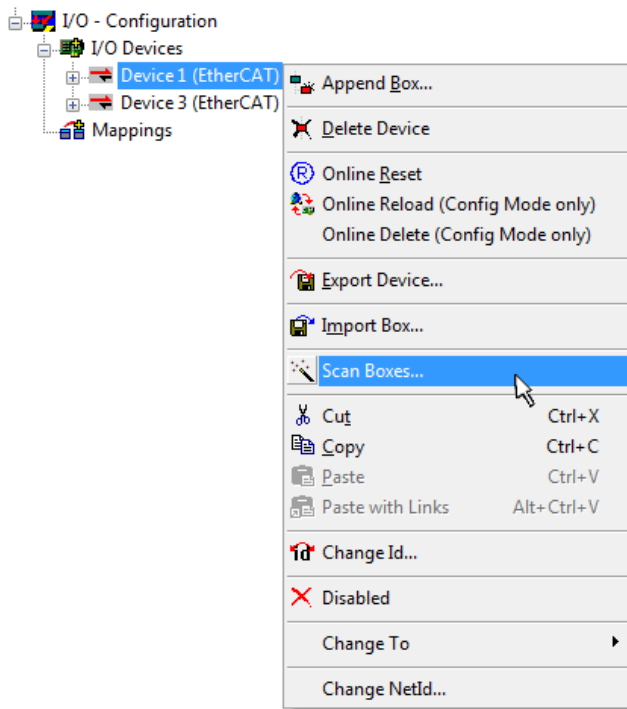 I/O - Configuration
I/O Devices
Device 1 (EtherCAT)
Device 3 (EtherCAT)
Mappings
Append Box...
Delete Device
Online Reset
Online Reload (Config Mode only)
Online Delete (Config Mode only)
Export Device...
Import Box...
Scan Boxes...
Cut Ctrl+X
Copy Ctrl+C
Paste Ctrl+V
Paste with Links Alt+Ctrl+V
Change Id...
Disabled
Change To
Change NetId...